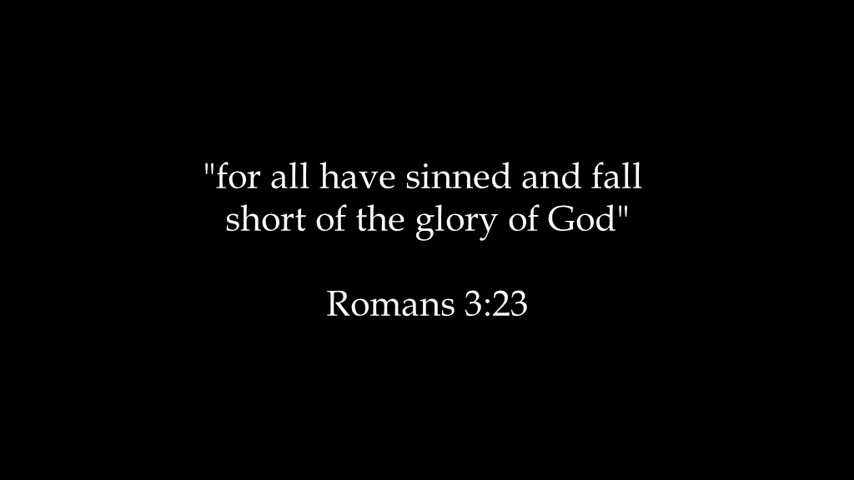 "for all have sinned and fall
short of the glory of God"
Romans 3:23